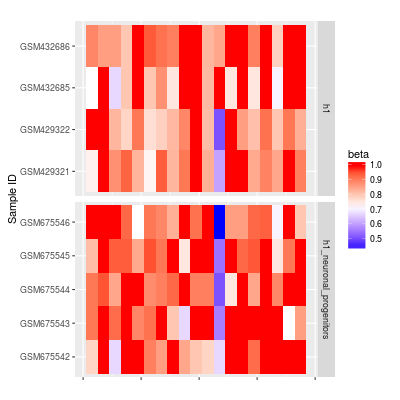 Sample ID
GSM432686
GSM432685
GSM429322
GSM429321
h1
GSM675546
GSM675545
GSM675544
GSM675543
GSM675542
h1_neuronal_progenitors
beta
1.0
0.9
0.8
0.7
0.6
0.5